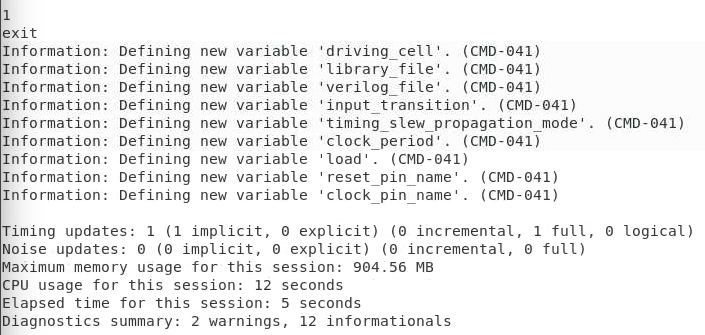 1
exit
Information: Defining new variable 'driving_cell'. (CMD-041)
Information: Defining new variable 'library_file'. (CMD-041)
Information: Defining new variable 'verilog_file'. (CMD-041)
Information: Defining new variable 'input_transition'. (CMD-041)
Information: Defining new variable 'timing_slew_propagation_mode'. (CMD-041)
Information: Defining new variable 'clock_period'. (CMD-041)
Information: Defining new variable 'load'. (CMD-041)
Information: Defining new variable 'reset_pin_name'. (CMD-041)
Information: Defining new variable 'clock_pin_name'. (CMD-041)
Timing updates: 1 (1 implicit, 0 explicit) (0 incremental, 1 full, 0 logical)
Noise updates: 0 (0 implicit, 0 explicit) (0 incremental, 0 full)
Maximum memory usage for this session: 904.56 MB
CPU usage for this session: 12 seconds
Elapsed time for this session: 5 seconds
Diagnostics summary: 2 warnings, 12 informationals